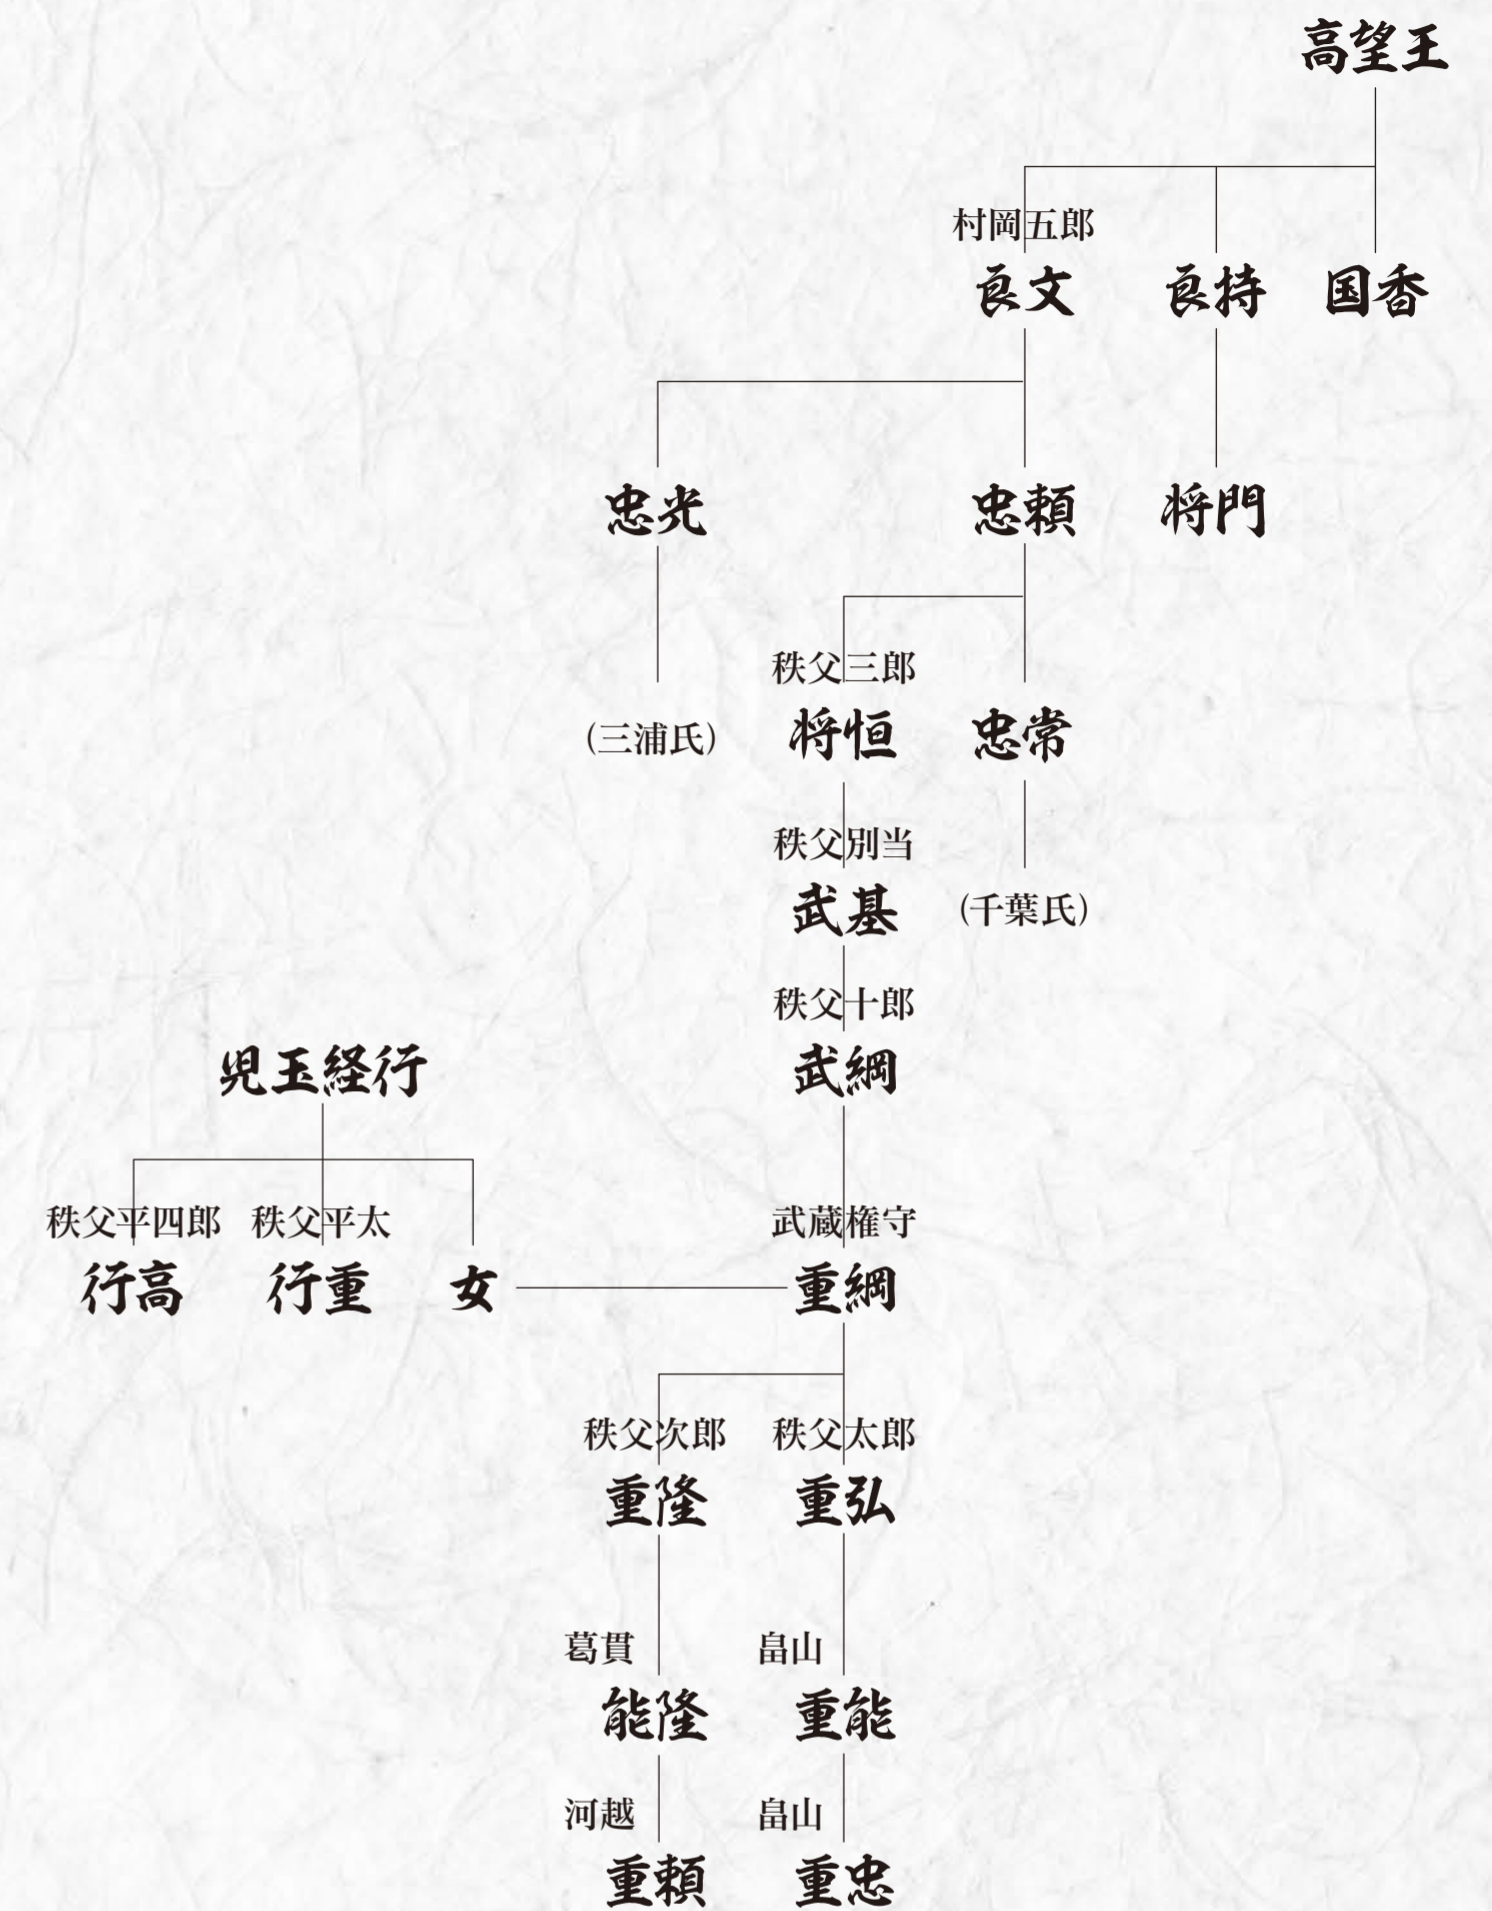 高望王
村岡五郎
良文 良持 国香
忠光 忠頼 将門
秩父三郎
(三浦氏) 将恒 忠常
秩父別当
武基 (千葉氏)
秩父十郎
児玉経行 武綱
秩父平四郎 秩父平太 武蔵権守
行高 行重 女 重綱
秩父次郎 秩父太郎
重隆 重弘
葛貫 畠山
能隆 重能
河越 畠山
重頼 重忠